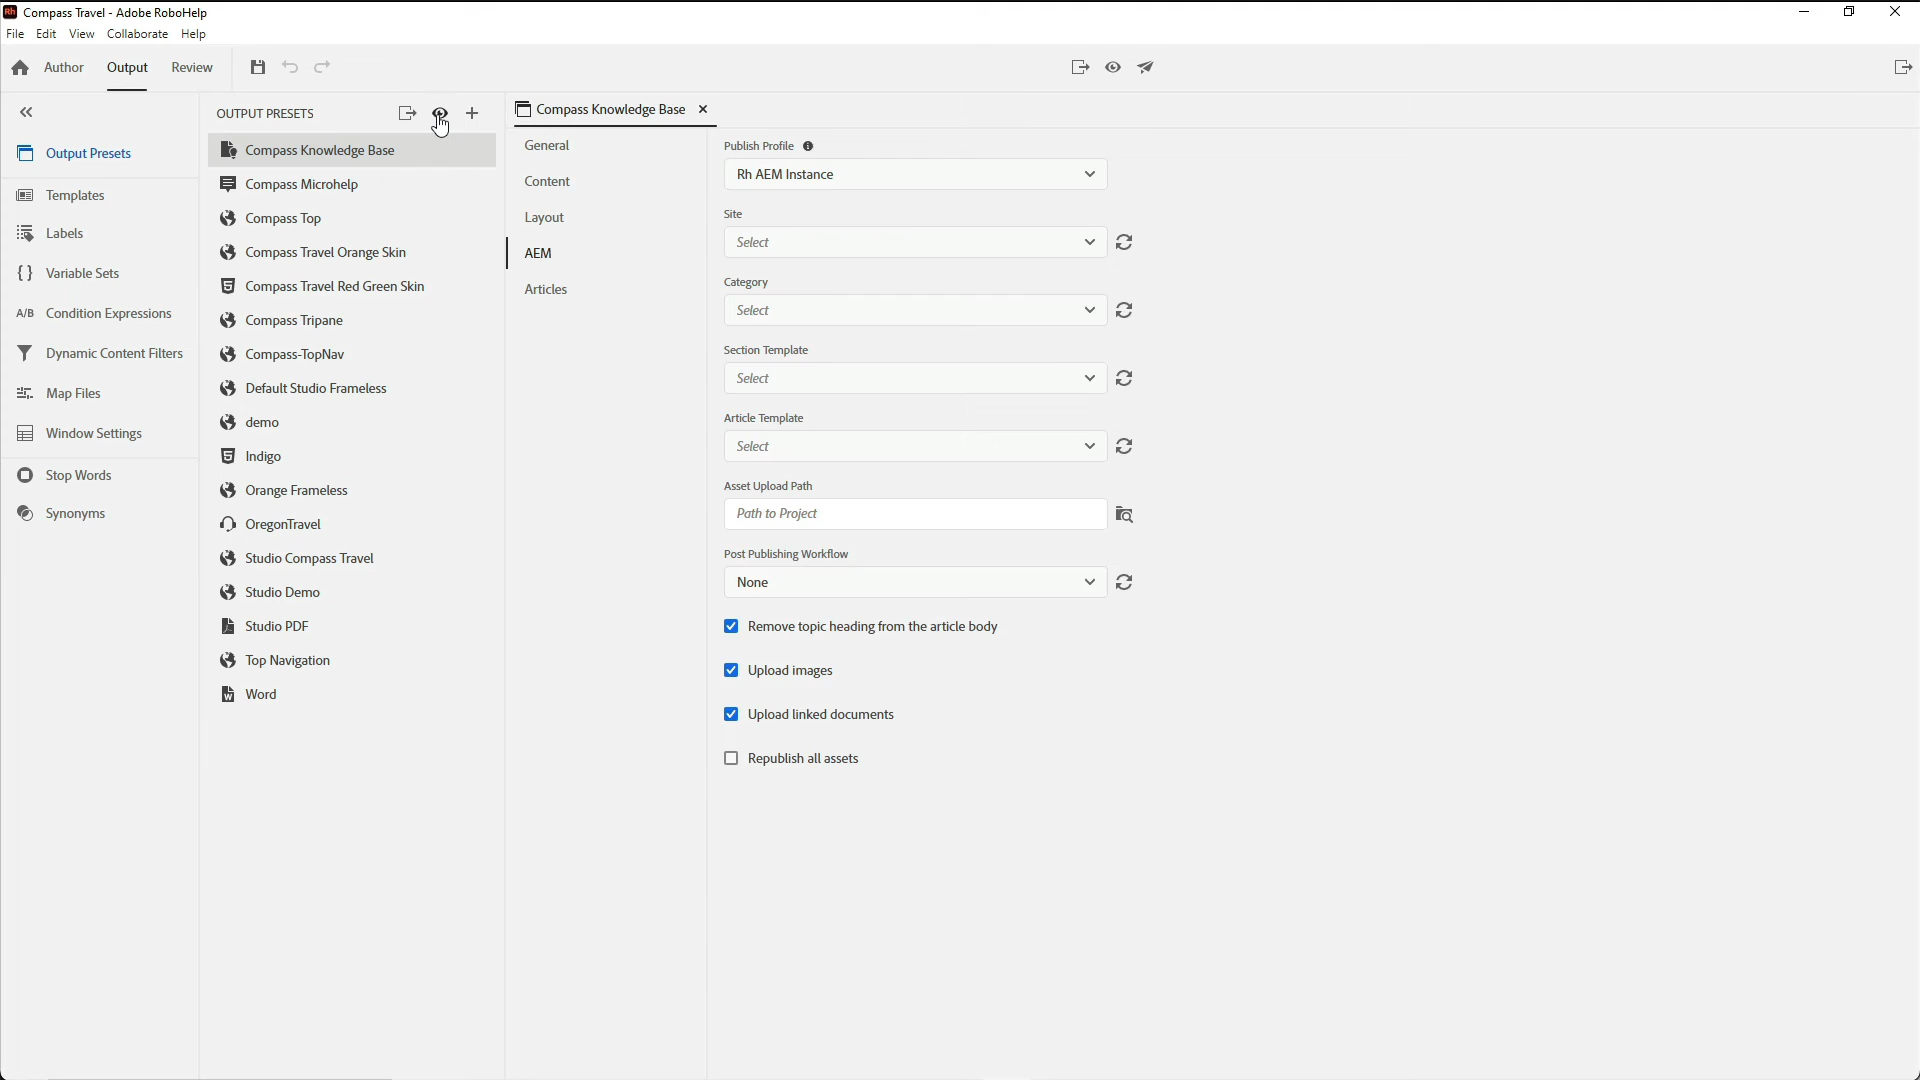 Rh Compass Travel - Adobe RoboHelp
File Edit View Collaborate Help
Author Output Review
OUTPUT PRESETS
Compass Knowledge Base
Output Presets
Templates
Labels
Variable Sets
A/B Condition Expressions
Dynamic Content Filters
Map Files
Window Settings
Stop Words
Synonyms
Compass Knowledge Base
Compass Microhelp
Compass Top
Compass Travel Orange Skin
Compass Travel Red Green Skin
Compass Tripane
Compass-TopNav
Default Studio Frameless
demo
Indigo
Orange Frameless
OregonTravel
Studio Compass Travel
Studio Demo
Studio PDF
Top Navigation
Word
General
Content
Layout
AEM
Articles
Publish Profile
Rh AEM Instance
Site
Select
Category
Select
Section Template
Select
Article Template
Select
Asset Upload Path
Path to Project
Post Publishing Workflow
None
Remove topic heading from the article body
Upload images
Upload linked documents
Republish all assets